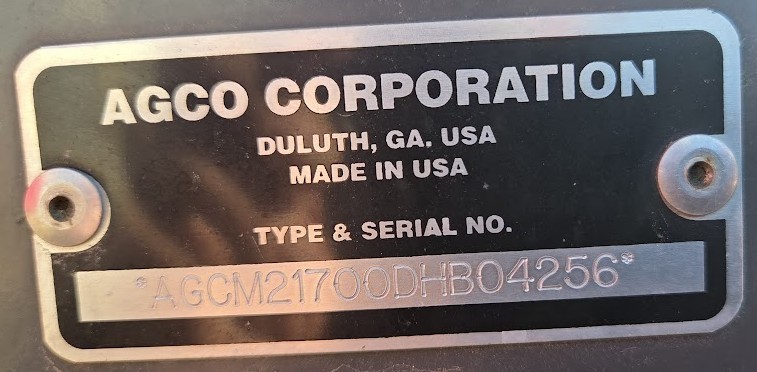 AGCO CORPORATION
DULUTH, GA. USA
MADE IN USA
TYPE & SERIAL NO.
*AGCM21700DHB04256*